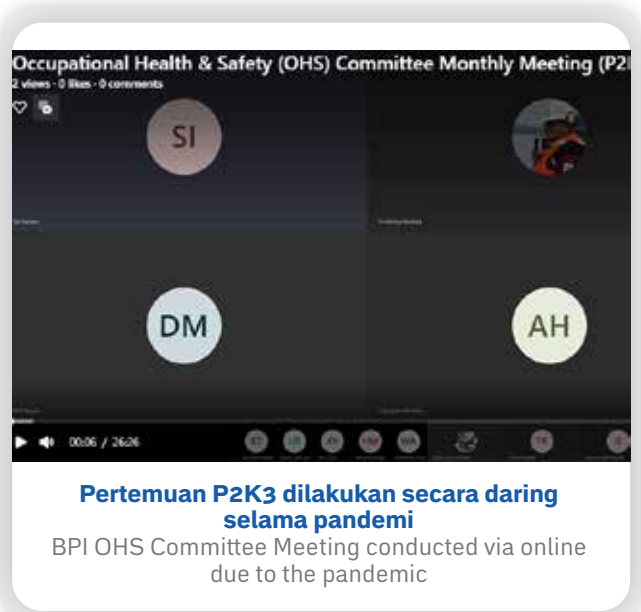 Occupational Health & Safety (OHS) Committee Monthly Meeting (P2
2 views · 0 likes · 0 comments
SI
DM
AH
00:06 / 26:26
WA
Pertemuan P2K3 dilakukan secara daring
selama pandemi
BPI OHS Committee Meeting conducted via online
due to the pandemic